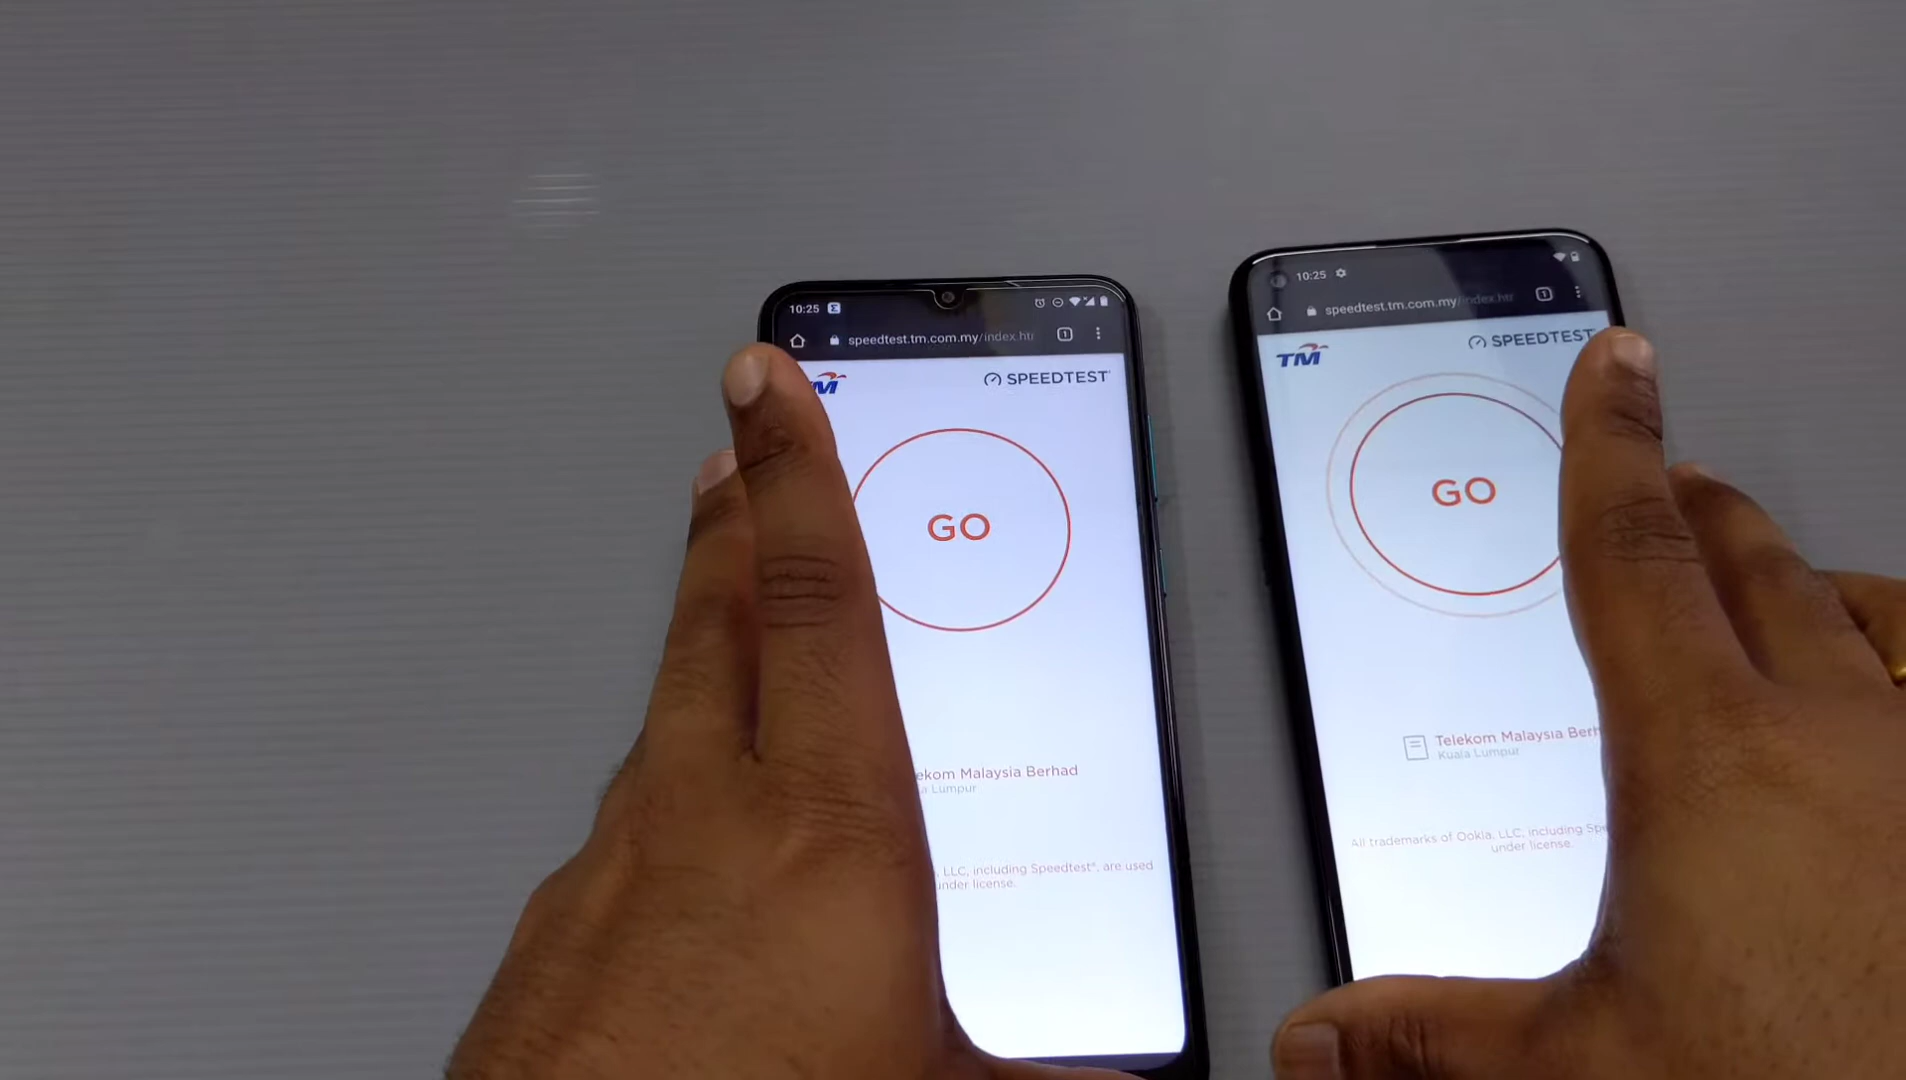 10:25
speedtest.tm.com.my/index.ht
SPEEDTEST
GO
ekom Malaysia Berhad
a Lumpur
, LLC, including Speedtest®, are used
under license.
10:25
speedtest.tm.com.my/index.htr
TM
SPEEDTEST
GO
Telekom Malaysia Berh
Kuala Lumpur
All trademarks of Ookla, LLC, including Spe
under license.